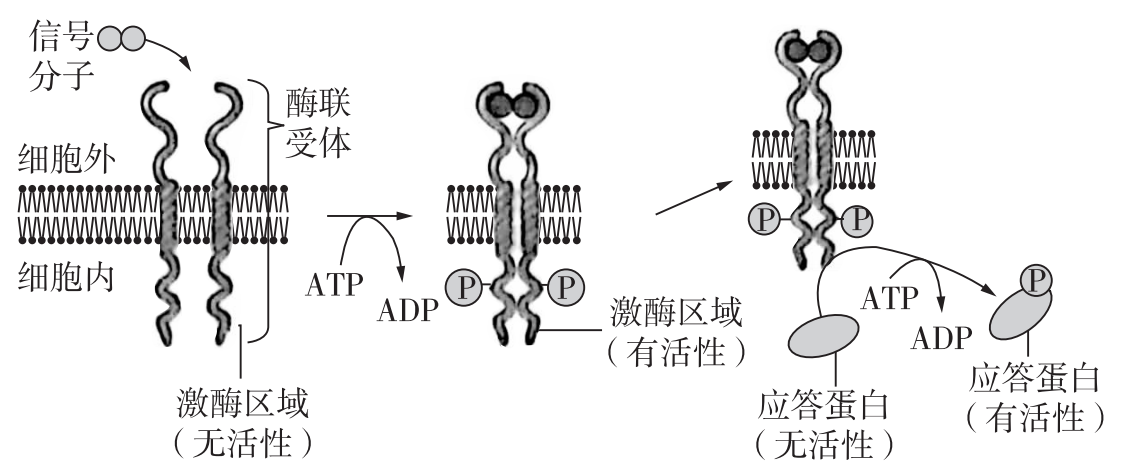 信号
分子
酶联
受体
细胞外
细胞内
激酶区域
（无活性）
ATP
ADP
P
P
激酶区域
（有活性）
P
P
ATP
ADP
P
应答蛋白
（无活性）
应答蛋白
（有活性）